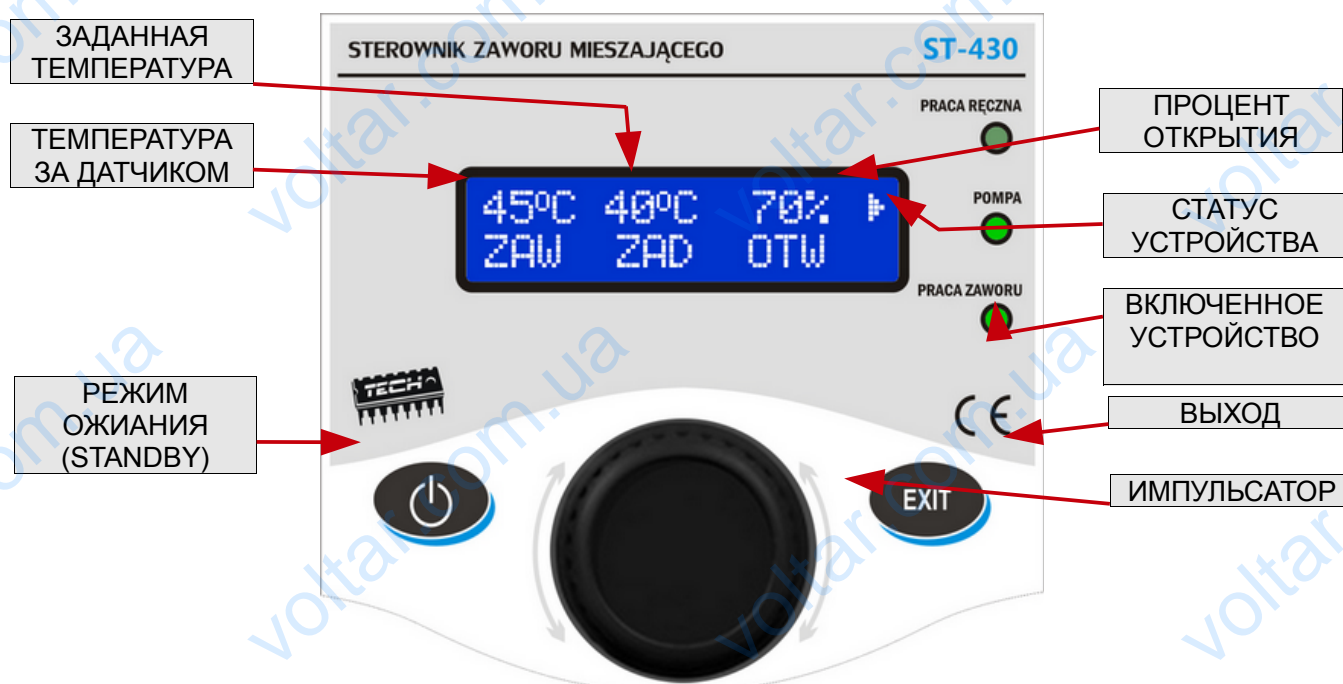 ЗАДАННАЯ
ТЕМПЕРАТУРА
ТЕМПЕРАТУРА
ЗА ДАТЧИКОМ
РЕЖИМ
ОЖИАНИЯ
(STANDBY)
STEROWNIK ZAWORU MIESZAJĄCEGO
ST-430
PRACA RĘCZNA
45ºC 40ºC 70%
ZAW ZAD OTW
POMPA
PRACA ZAWORU
TECH
CE
EXIT
ПРОЦЕНТ
ОТКРЫТИЯ
СТАТУС
УСТРОЙСТВА
ВКЛЮЧЕННОЕ
УСТРОЙСТВО
ВЫХОД
ИМПУЛЬСАТОР
voltar.com.ua